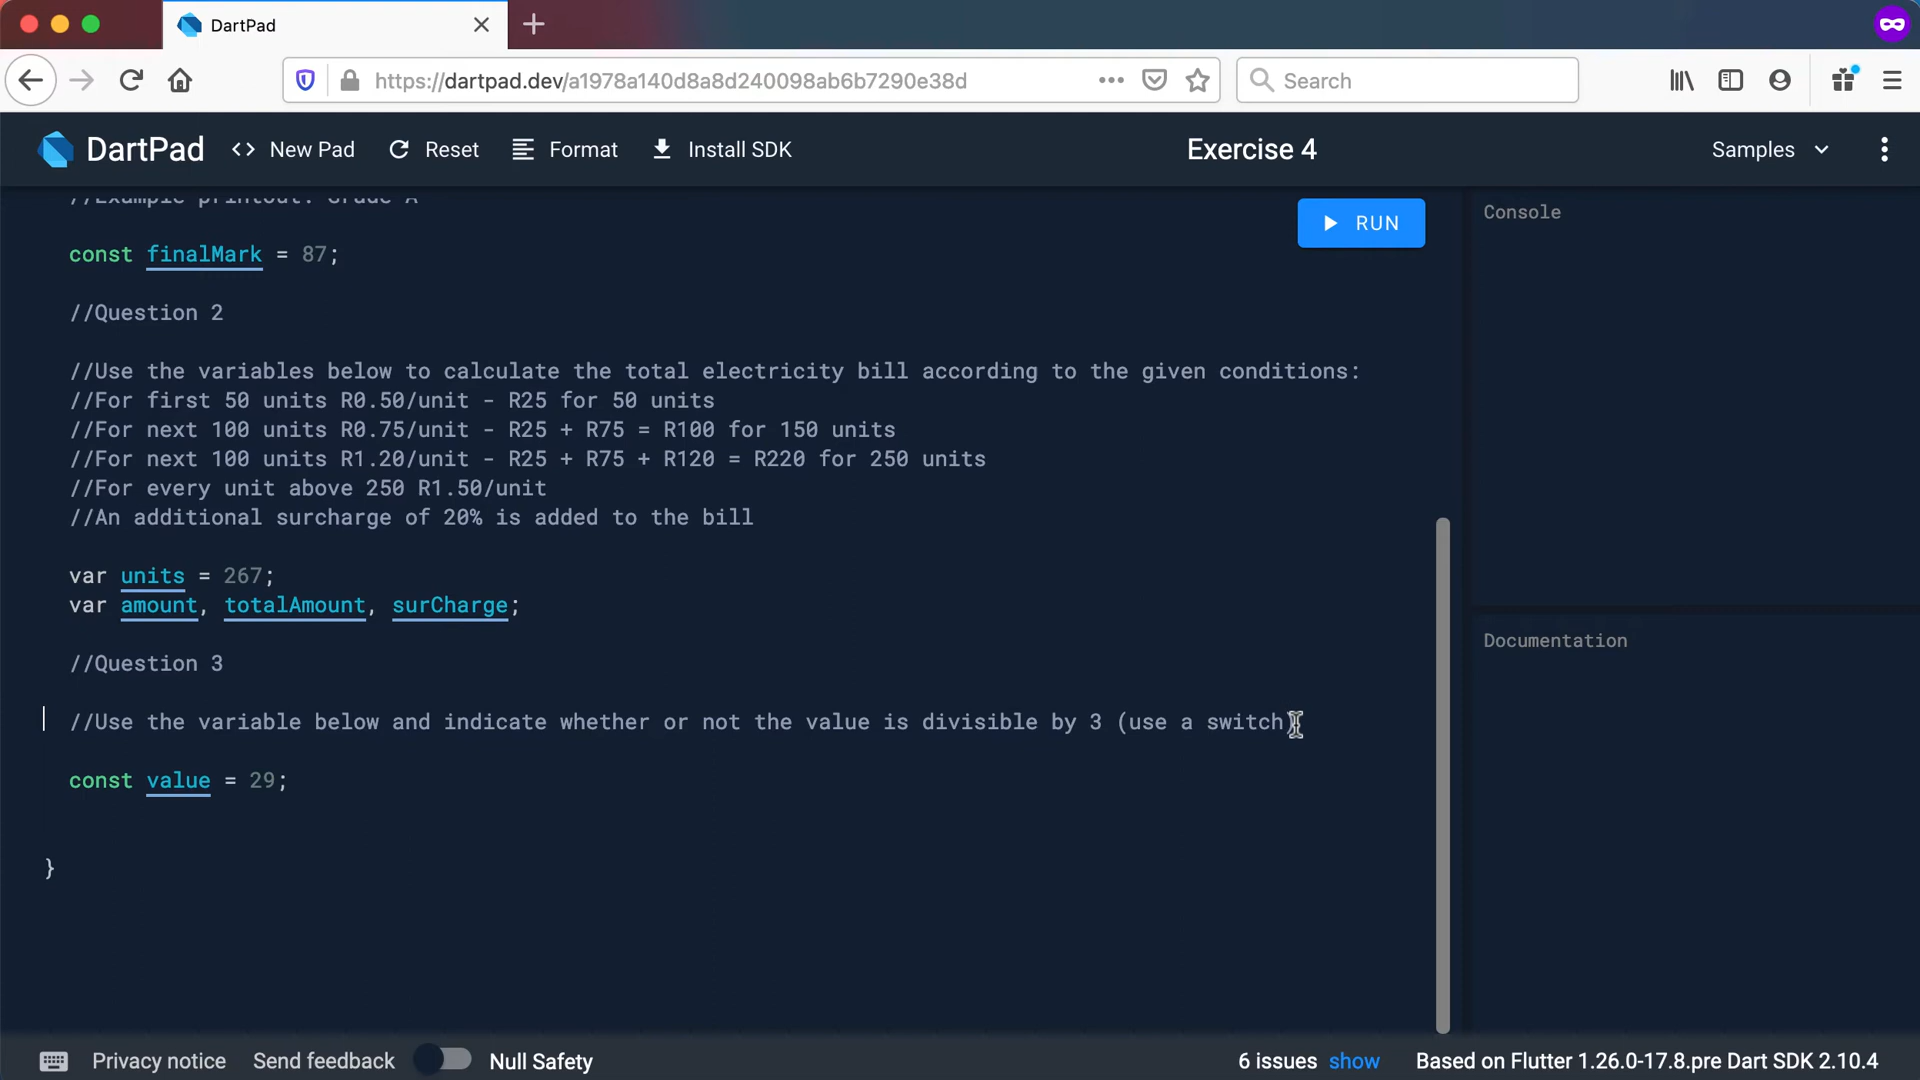 DartPad
https://dartpad.dev/a1978a140d8a8d240098ab6b7290e38d
Search
DartPad
<> New Pad
Reset
Format
Install SDK
Exercise 4
Samples
//Example printout: Grade A
RUN
Console
const finalMark = 87;
//Question 2
//Use the variables below to calculate the total electricity bill according to the given conditions:
//For first 50 units R0.50/unit - R25 for 50 units
//For next 100 units R0.75/unit - R25 + R75 = R100 for 150 units
//For next 100 units R1.20/unit - R25 + R75 + R120 = R220 for 250 units
//For every unit above 250 R1.50/unit
//An additional surcharge of 20% is added to the bill
var units = 267;
var amount, totalAmount, surCharge;
Documentation
//Question 3
//Use the variable below and indicate whether or not the value is divisible by 3 (use a switch)
const value = 29;
}
Privacy notice
Send feedback
Null Safety
6 issues show
Based on Flutter 1.26.0-17.8.pre Dart SDK 2.10.4